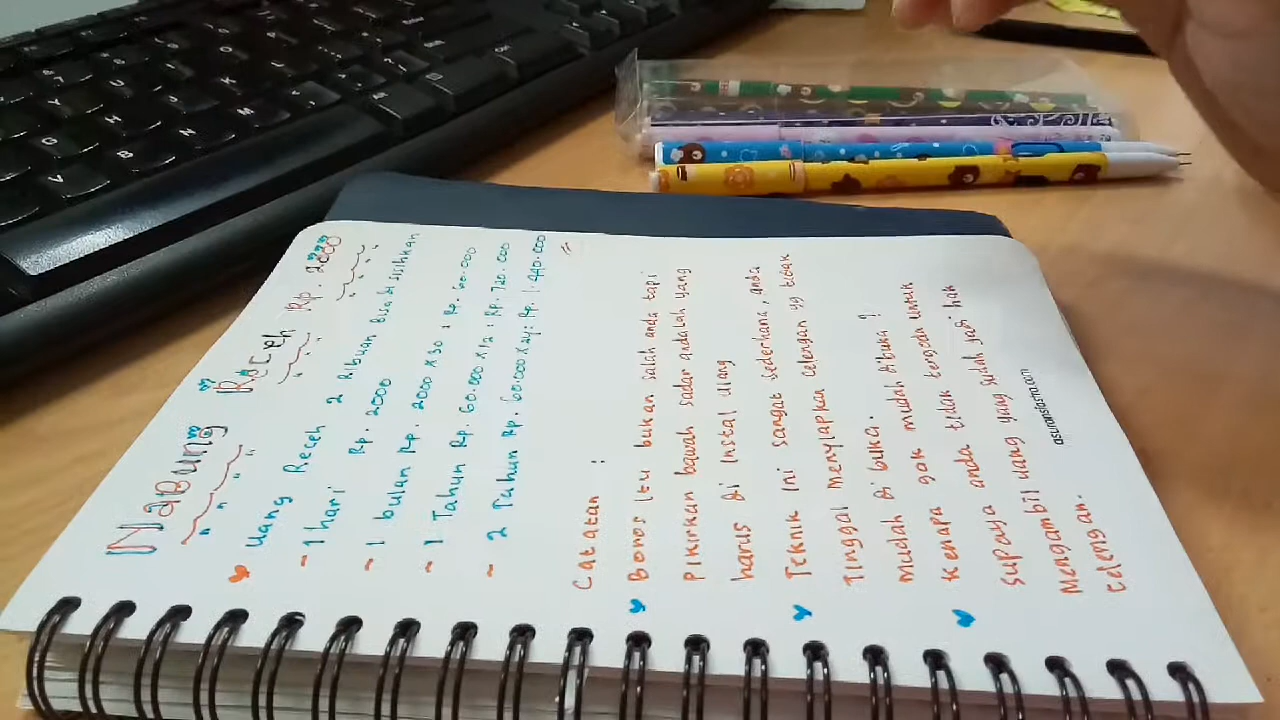 Nabung Receh Rp. 2000
Uang Receh 2 Ribuan Bisa di sisihkan
- 1 hari Rp. 2000
- 1 bulan Rp. 2000 x 30 : Rp. 60.000
- 1 Tahun Rp. 60.000 x 12 : Rp. 720.000
- 2 Tahun Rp. 60.000 x 24 : Rp. 1.440.000
Catatan :
Boros itu bukan salah anda tapi
Pikirkan bawah sadar andalah yang
harus di instal ulang
Teknik ini sangat sederhana, anda
Tinggal menyiapkan celengan yg tidak
mudah di buka.
Kenapa gak mudah dibuka ?
Supaya anda tidak tergoda untuk
Mengambil uang yang sudah jadi hak
celengan.
asuransiastra.com